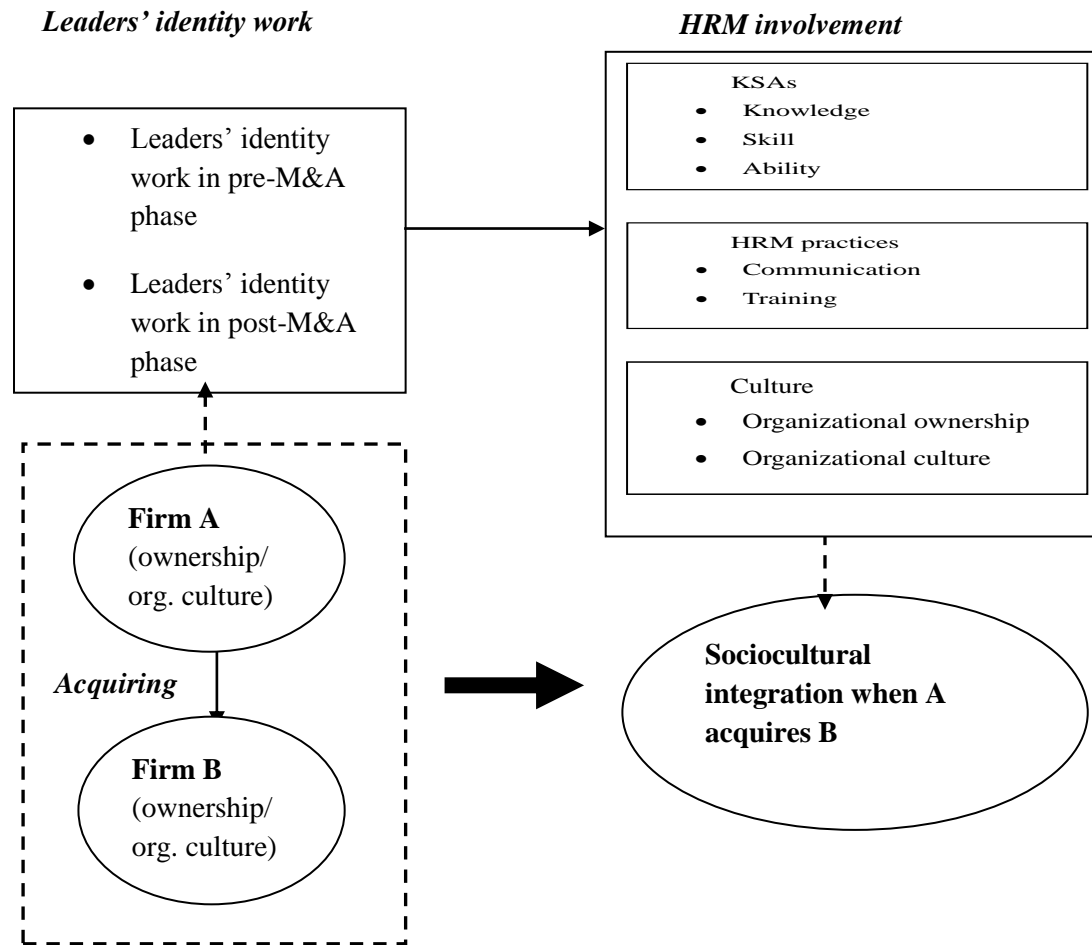 Leaders’ identity work
• Leaders’ identity
work in pre-M&A
phase
• Leaders’ identity
work in post-M&A
phase
Firm A
(ownership/
org. culture)
Acquiring
Firm B
(ownership/
org. culture)
HRM involvement
KSAs
• Knowledge
• Skill
• Ability
HRM practices
• Communication
• Training
Culture
• Organizational ownership
• Organizational culture
Sociocultural
integration when A
acquires B